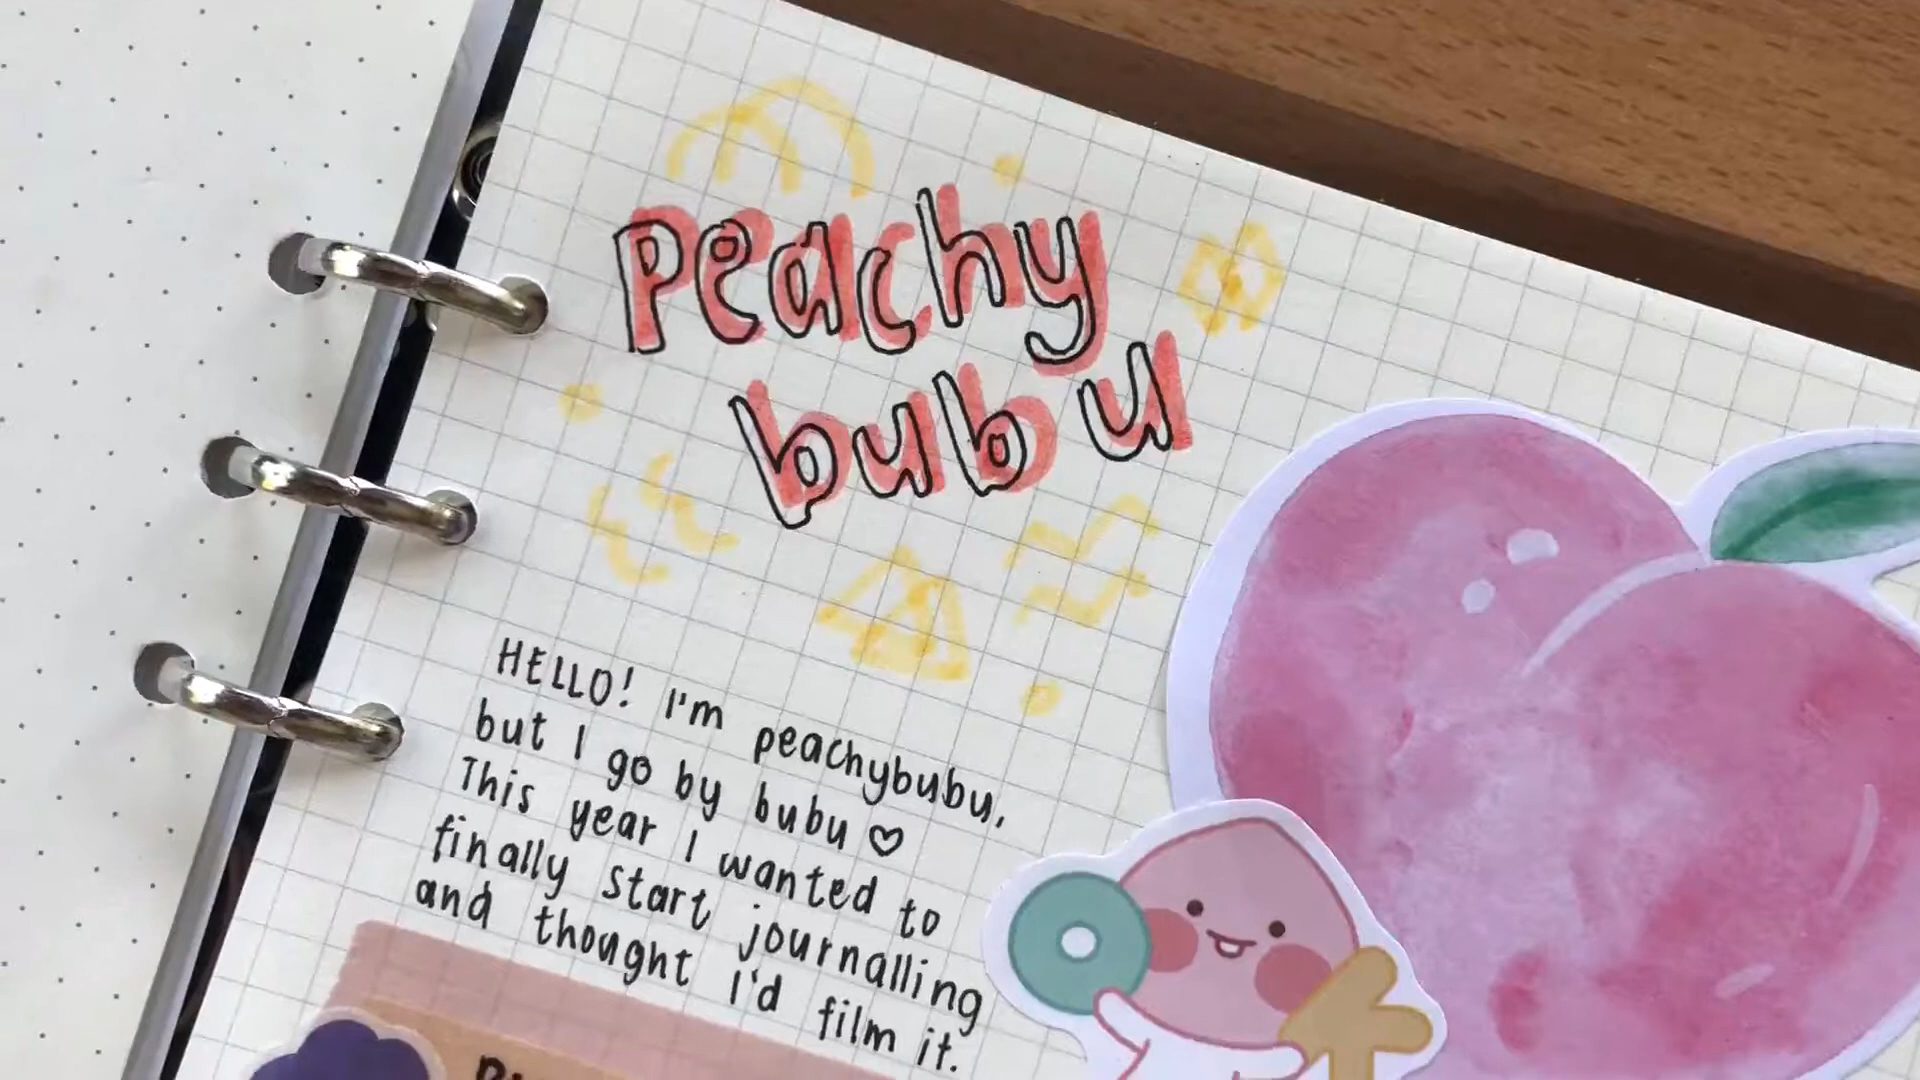 Peachy
bubu
HELLO! I'm peachybubu,
but I go by bubu ♡
This year I wanted to
finally start journalling
and thought I'd film it.